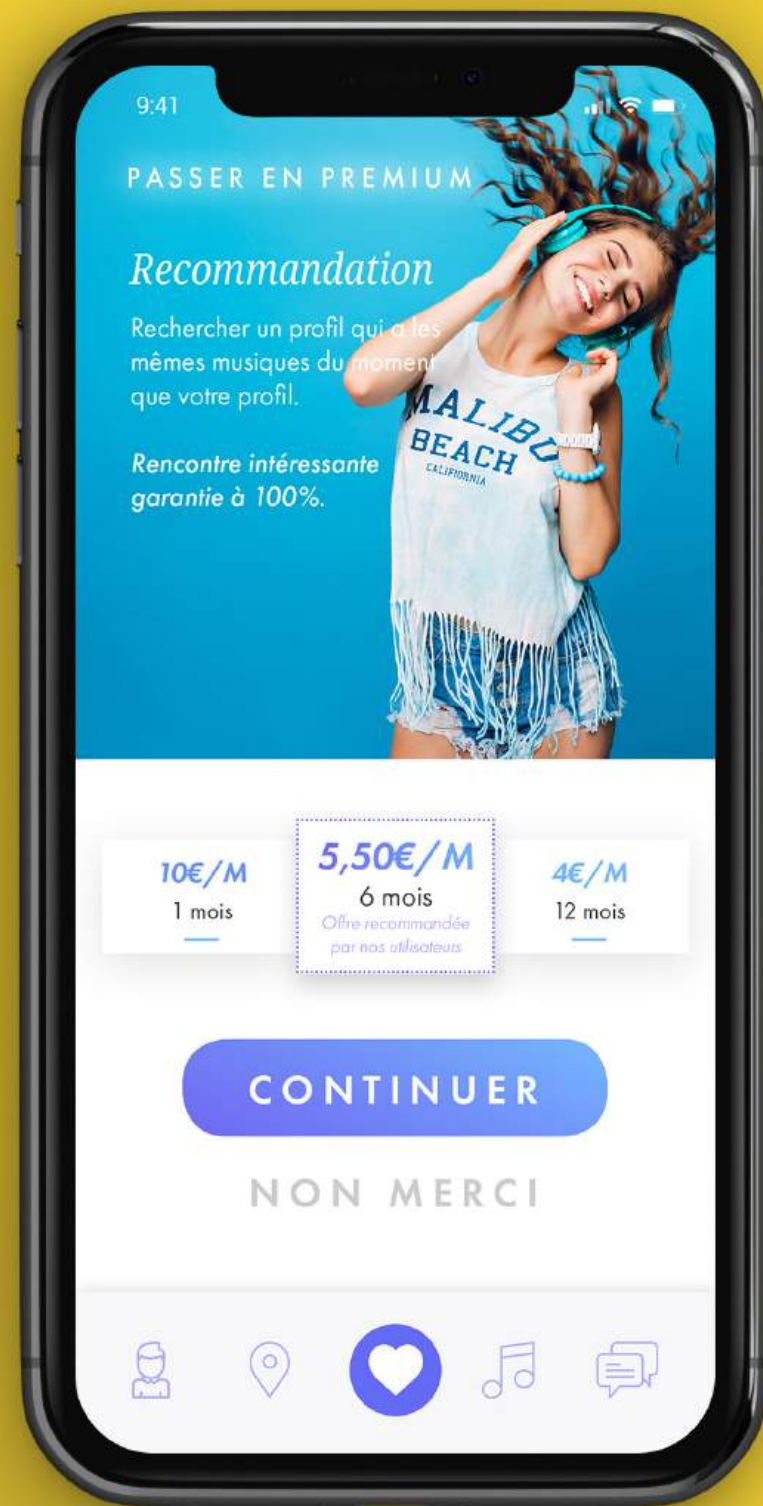 9:41
PASSER EN PREMIUM
Recommandation
Rechercher un profil qui a les
mêmes musiques du moment
que votre profil.
MALIBU
BEACH
CALIFIORNIA
Rencontre intéressante
garantie à 100%.
10€/M
1 mois
5,50€/M
6 mois
Offre recommandée
par nos utilisateurs
4€/M
12 mois
CONTINUER
NON MERCI